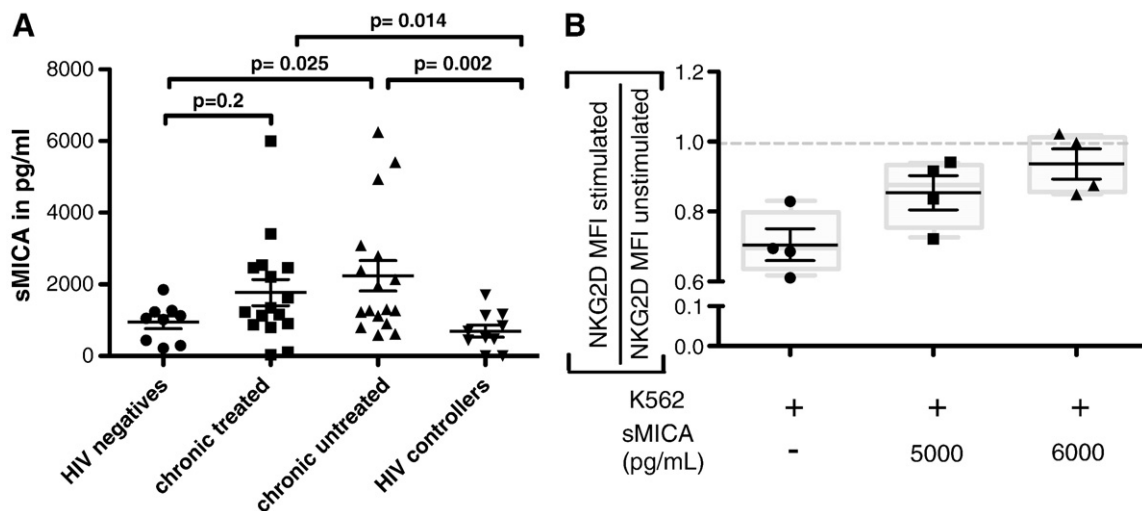 A
p= 0.014
p= 0.025
p= 0.002
p=0.2
8000
6000
4000
2000
0
sMICA in pg/ml
HIV negatives
chronic treated
chronic untreated
HIV controllers
B
NKG2D MFI stimulated
NKG2D MFI unstimulated
1.2
1.0
0.8
0.6
0.1
0.0
K562 + + +
sMICA
(pg/mL) - 5000 6000